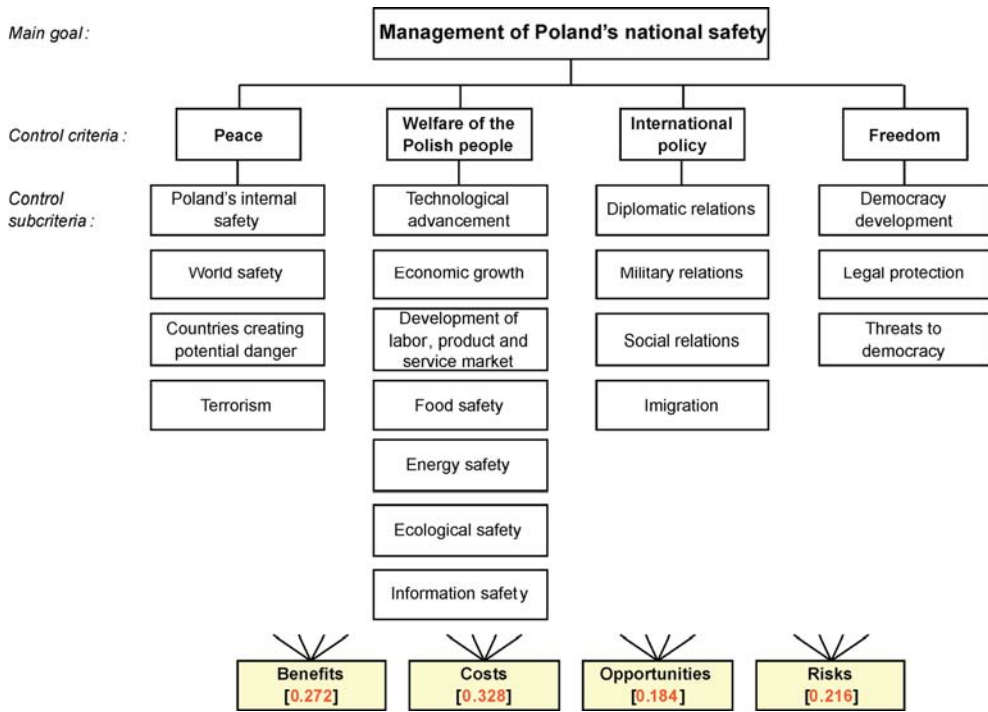 Main goal :
Management of Poland's national safety
Control criteria :
Peace
Welfare of the
Polish people
International
policy
Freedom
Control
subcriteria :
Poland's internal
safety
World safety
Countries creating
potential danger
Terrorism
Technological
advancement
Economic growth
Development of
labor, product and
service market
Food safety
Energy safety
Ecological safety
Information safety
Diplomatic relations
Military relations
Social relations
Imigration
Democracy
development
Legal protection
Threats to
democracy
Benefits
[0.272]
Costs
[0.328]
Opportunities
[0.184]
Risks
[0.216]